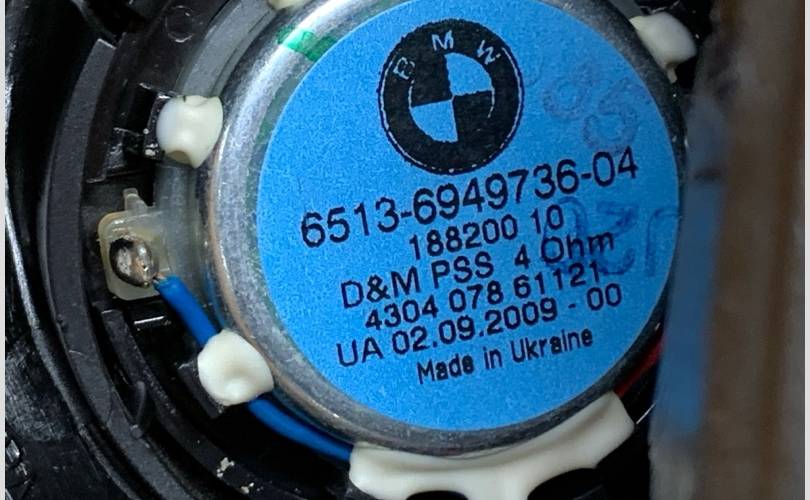 BMW
6513-6949736-04
188200 10
D&M PSS 4 Ohm
4304 078 61121
UA 02.09.2009 - 00
Made in Ukraine